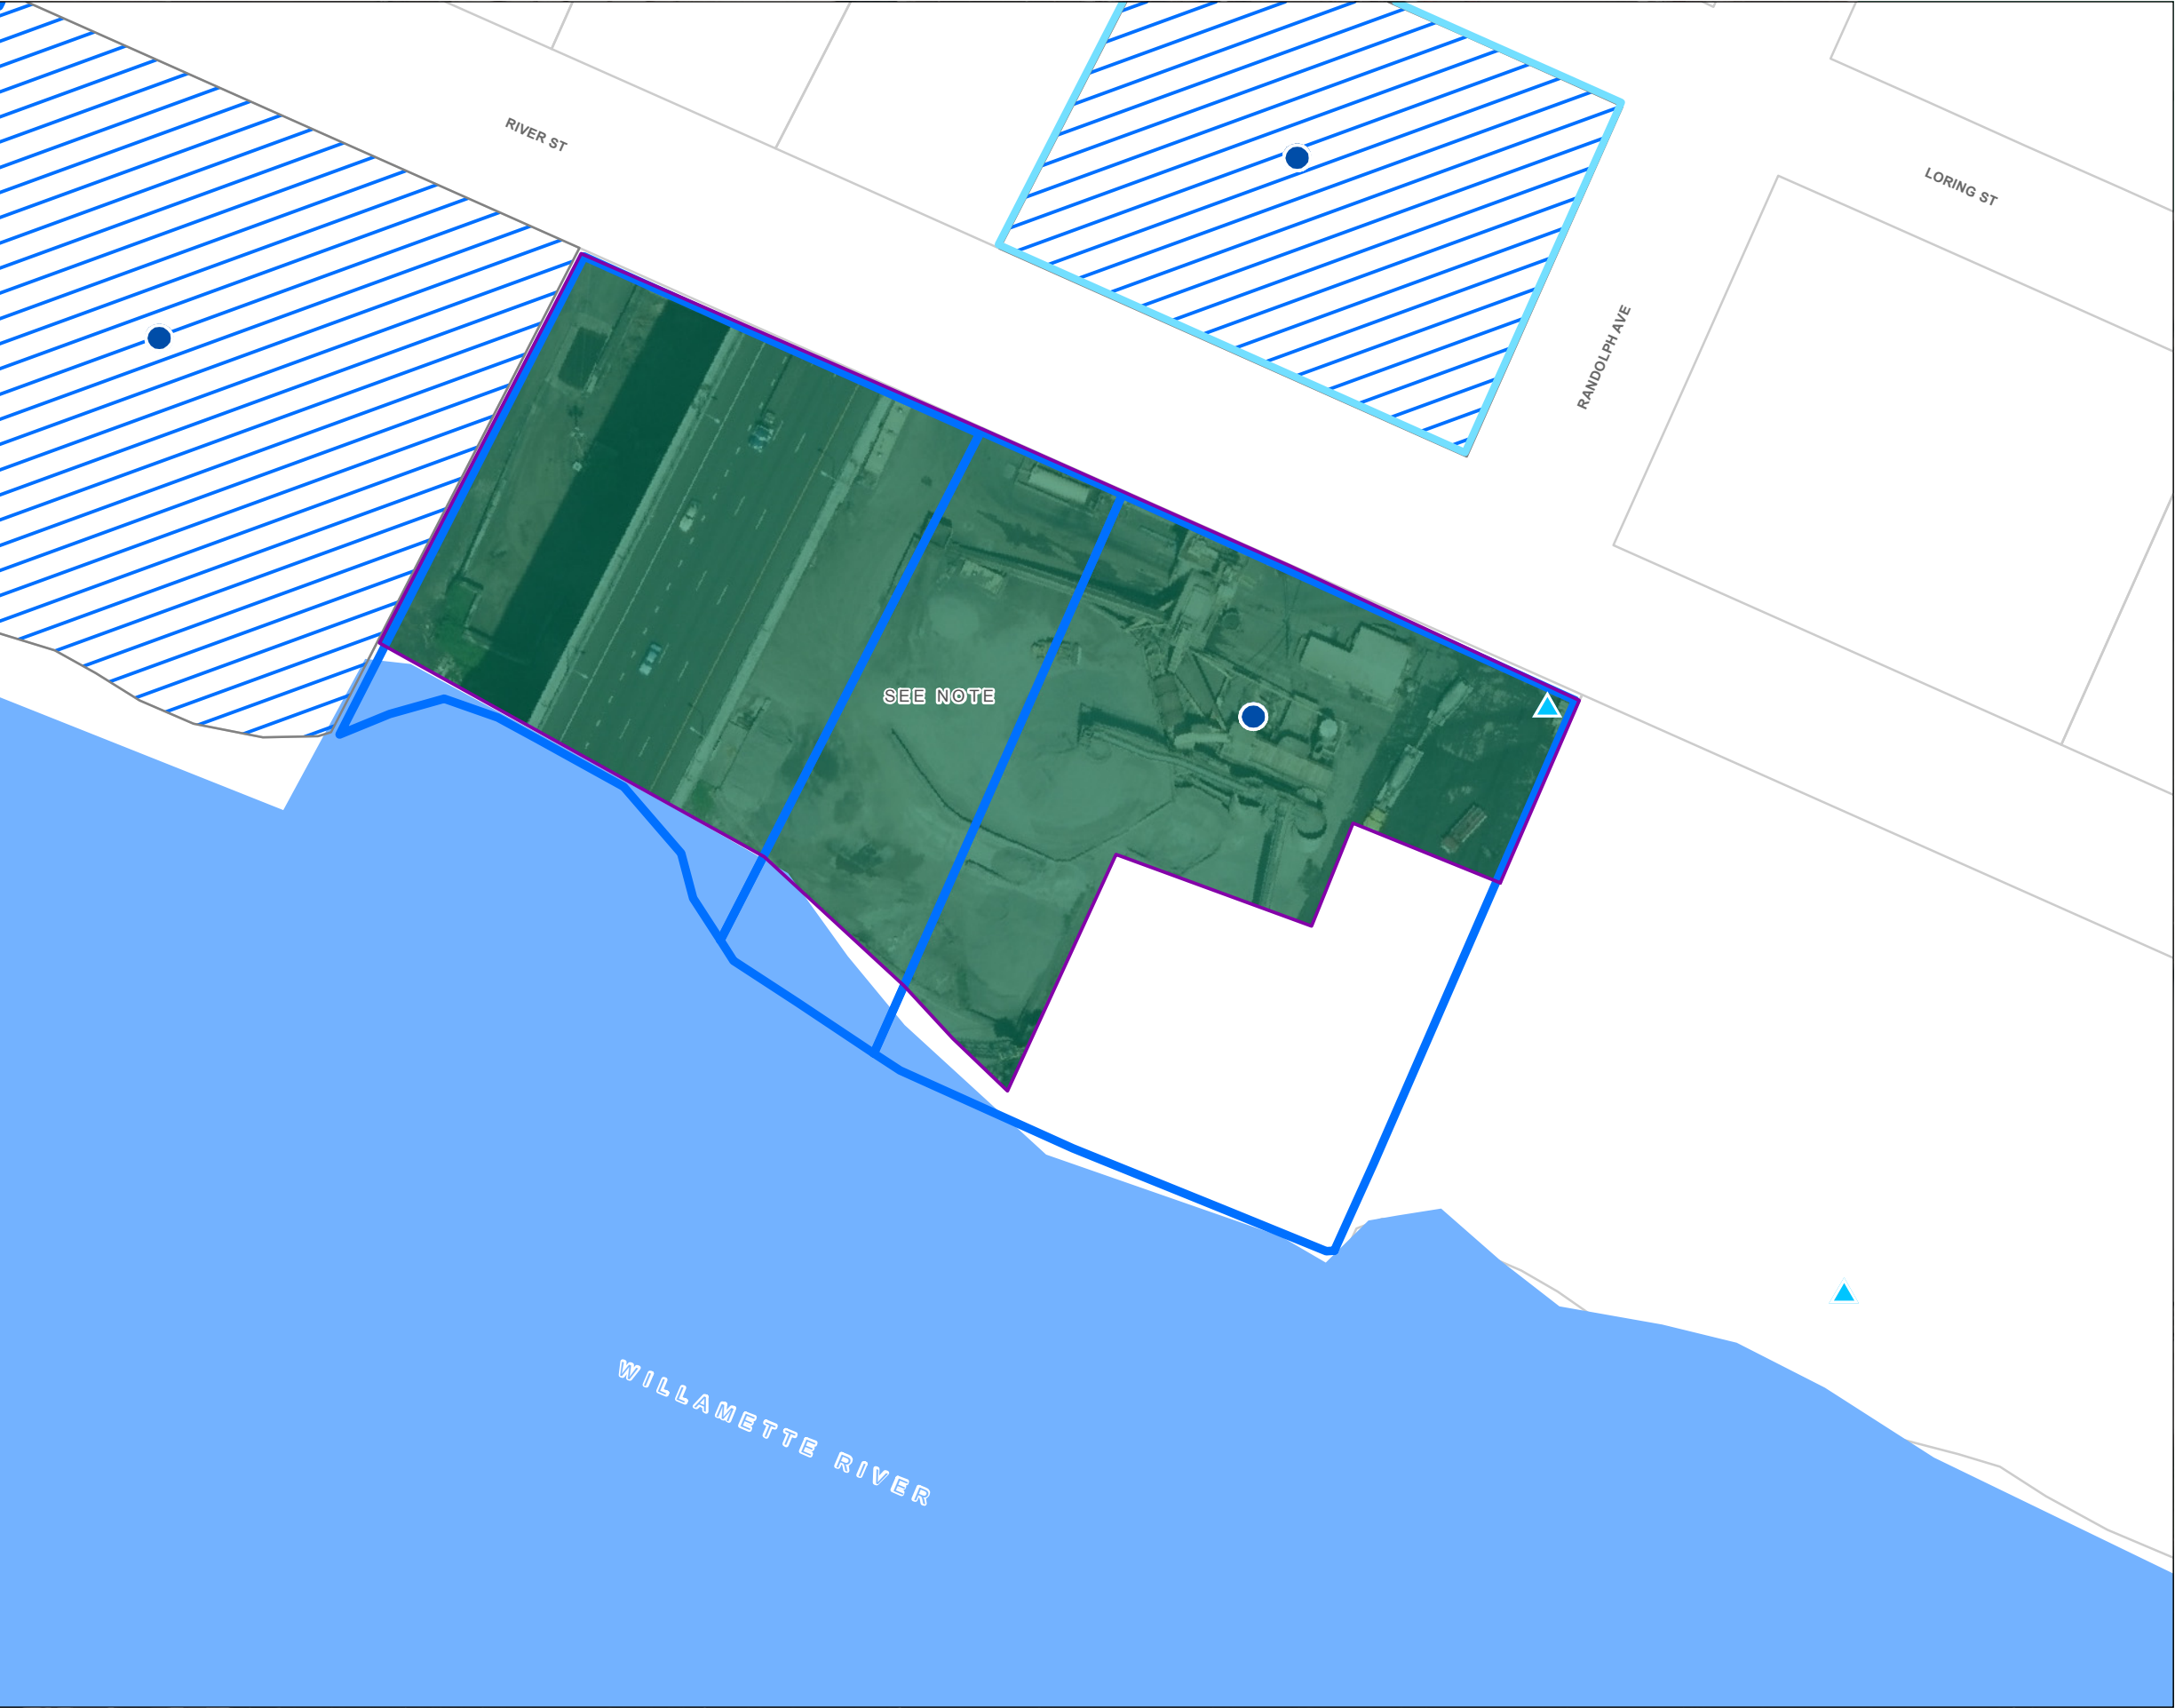 RIVER ST
LORING ST
RANDOLPH AVE
SEE NOTE
WILLAMETTE RIVER